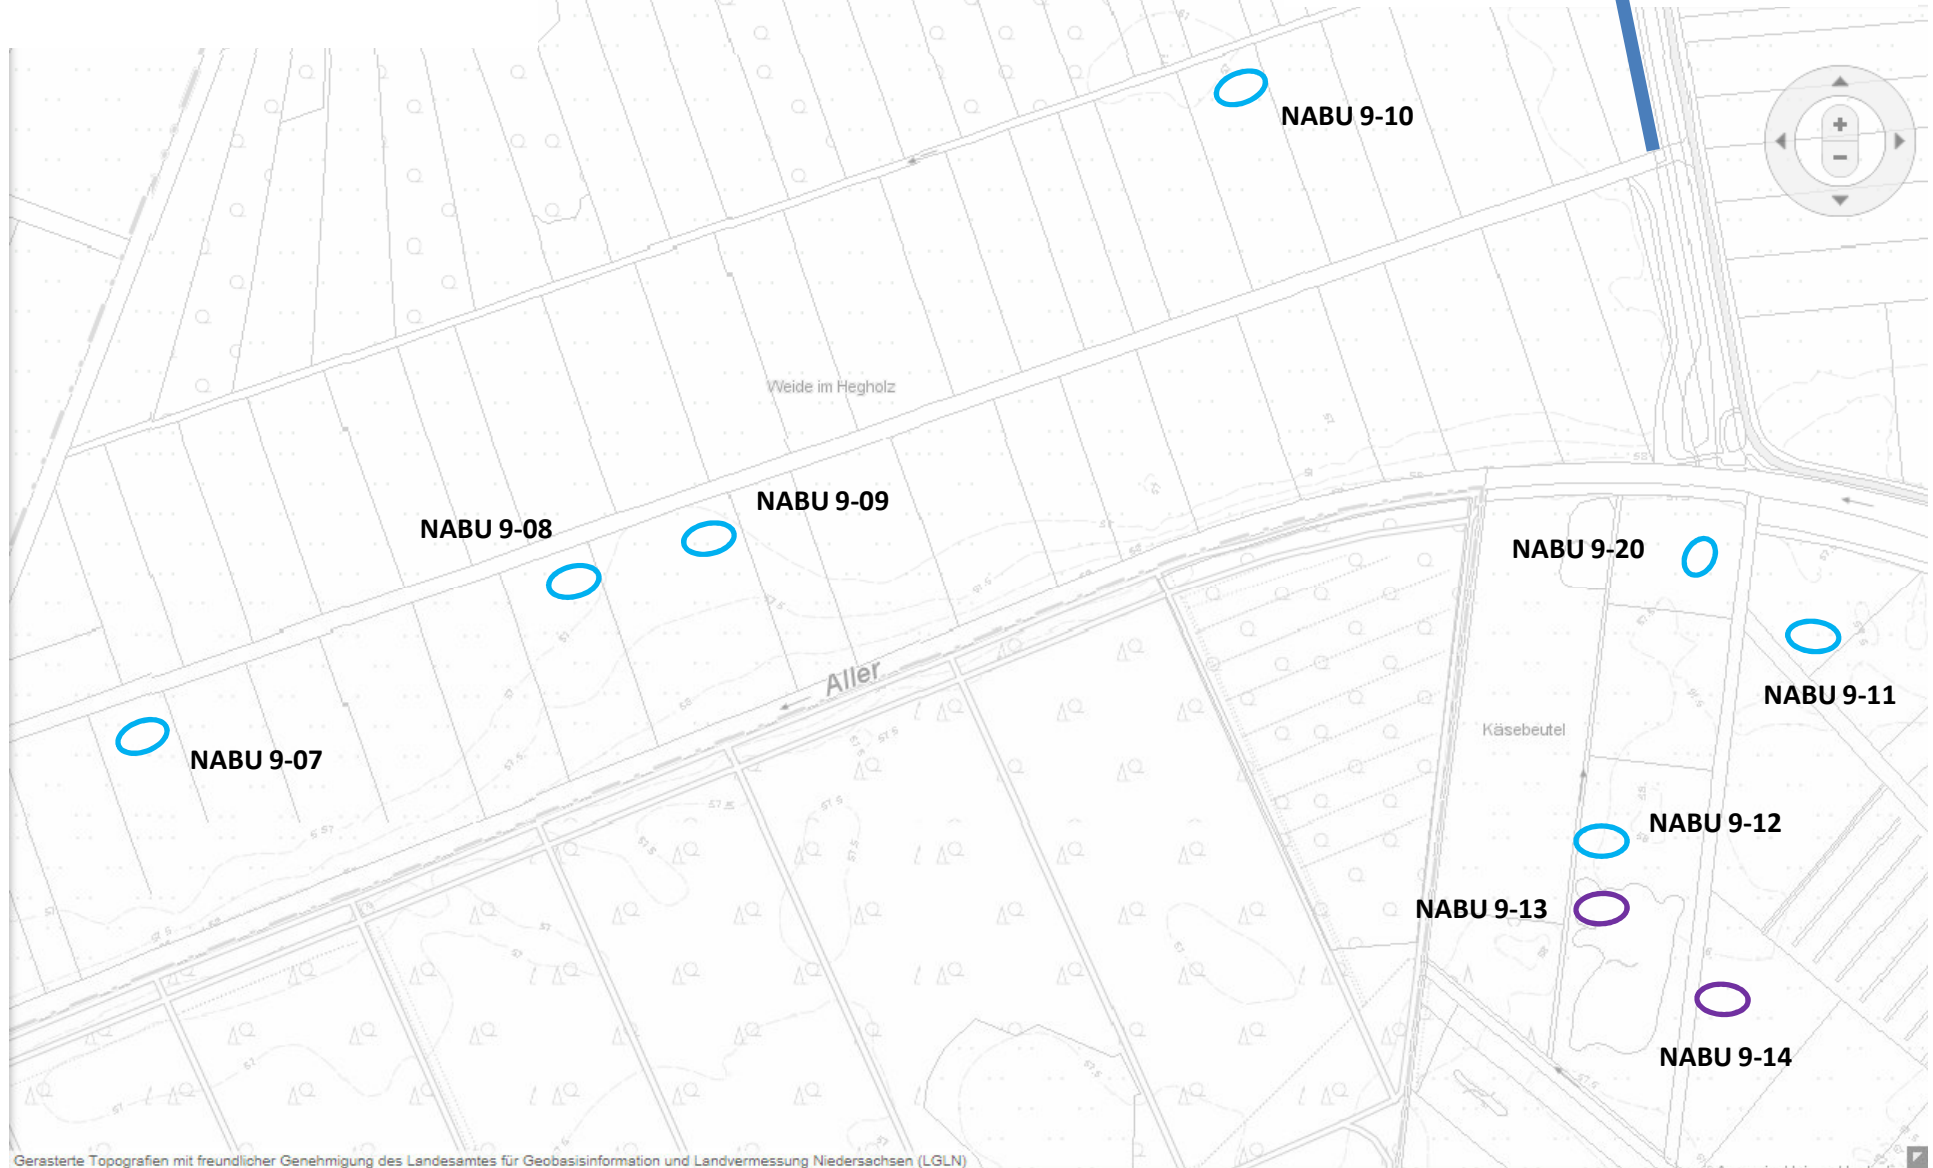 NABU 9-10
Weide im Hegholz
NABU 9-09
NABU 9-08
NABU 9-20
Aller
NABU 9-11
Käsebeutel
NABU 9-07
NABU 9-12
NABU 9-13
NABU 9-14
Gerasterte Topografien mit freundlicher Genehmigung des Landesamtes für Geobasisinformation und Landvermessung Niedersachsen (LGLN)